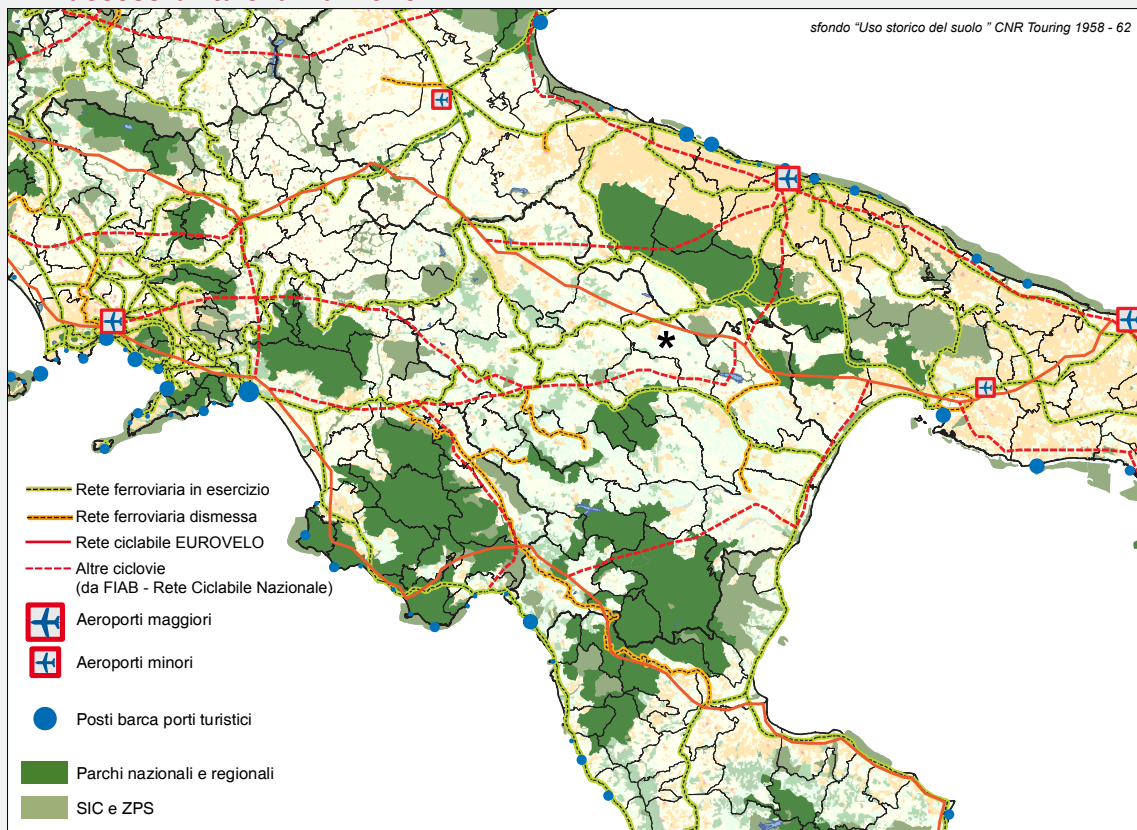 sfondo “Uso storico del suolo ” CNR Touring 1958 - 62
*
Rete ferroviaria in esercizio
Rete ferroviaria dismessa
Rete ciclabile EUROVELO
Altre ciclovie
(da FIAB - Rete Ciclabile Nazionale)
Aeroporti maggiori
Aeroporti minori
Posti barca porti turistici
Parchi nazionali e regionali
SIC e ZPS